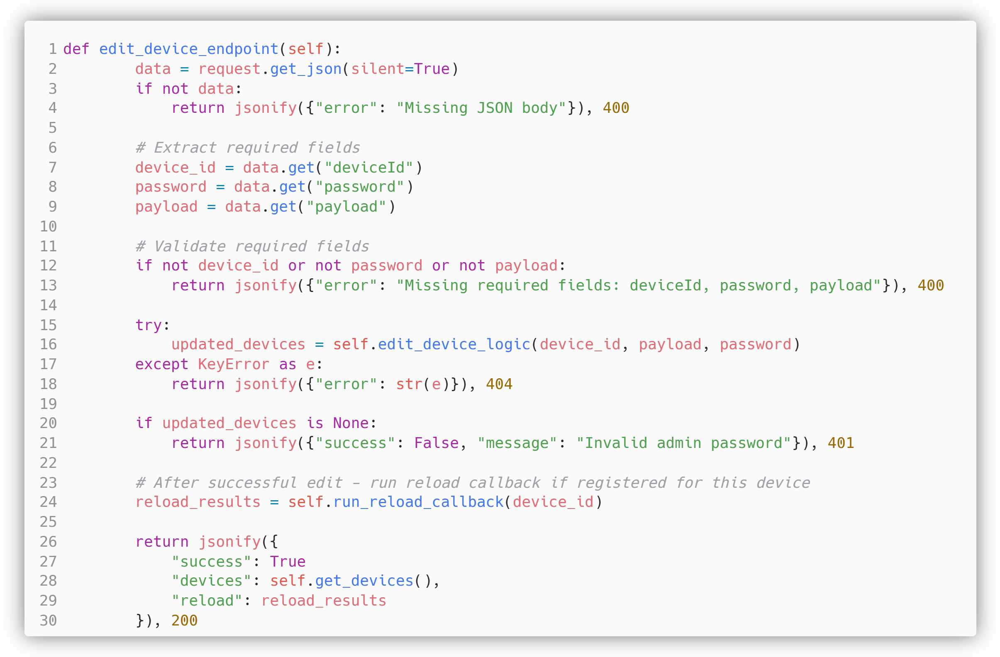 1 def edit_device_endpoint(self):
2         data = request.get_json(silent=True)
3         if not data:
4             return jsonify({"error": "Missing JSON body"}), 400
5
6         # Extract required fields
7         device_id = data.get("deviceId")
8         password = data.get("password")
9         payload = data.get("payload")
10
11         # Validate required fields
12         if not device_id or not password or not payload:
13             return jsonify({"error": "Missing required fields: deviceId, password, payload"}), 400
14
15         try:
16             updated_devices = self.edit_device_logic(device_id, payload, password)
17         except KeyError as e:
18             return jsonify({"error": str(e)}), 404
19
20         if updated_devices is None:
21             return jsonify({"success": False, "message": "Invalid admin password"}), 401
22
23         # After successful edit – run reload callback if registered for this device
24         reload_results = self.run_reload_callback(device_id)
25
26         return jsonify({
27             "success": True
28             "devices": self.get_devices(),
29             "reload": reload_results
30         }), 200